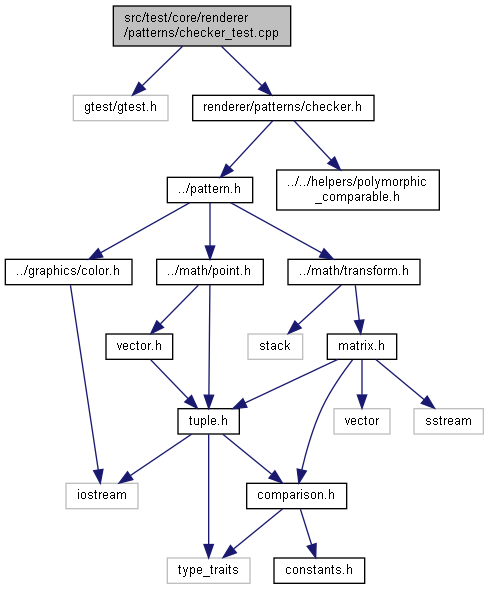 src/test/core/renderer
/patterns/checker_test.cpp
gtest/gtest.h
renderer/patterns/checker.h
../pattern.h
../../helpers/polymorphic
_comparable.h
../graphics/color.h
../math/point.h
../math/transform.h
vector.h
stack
matrix.h
tuple.h
vector
sstream
iostream
comparison.h
type_traits
constants.h